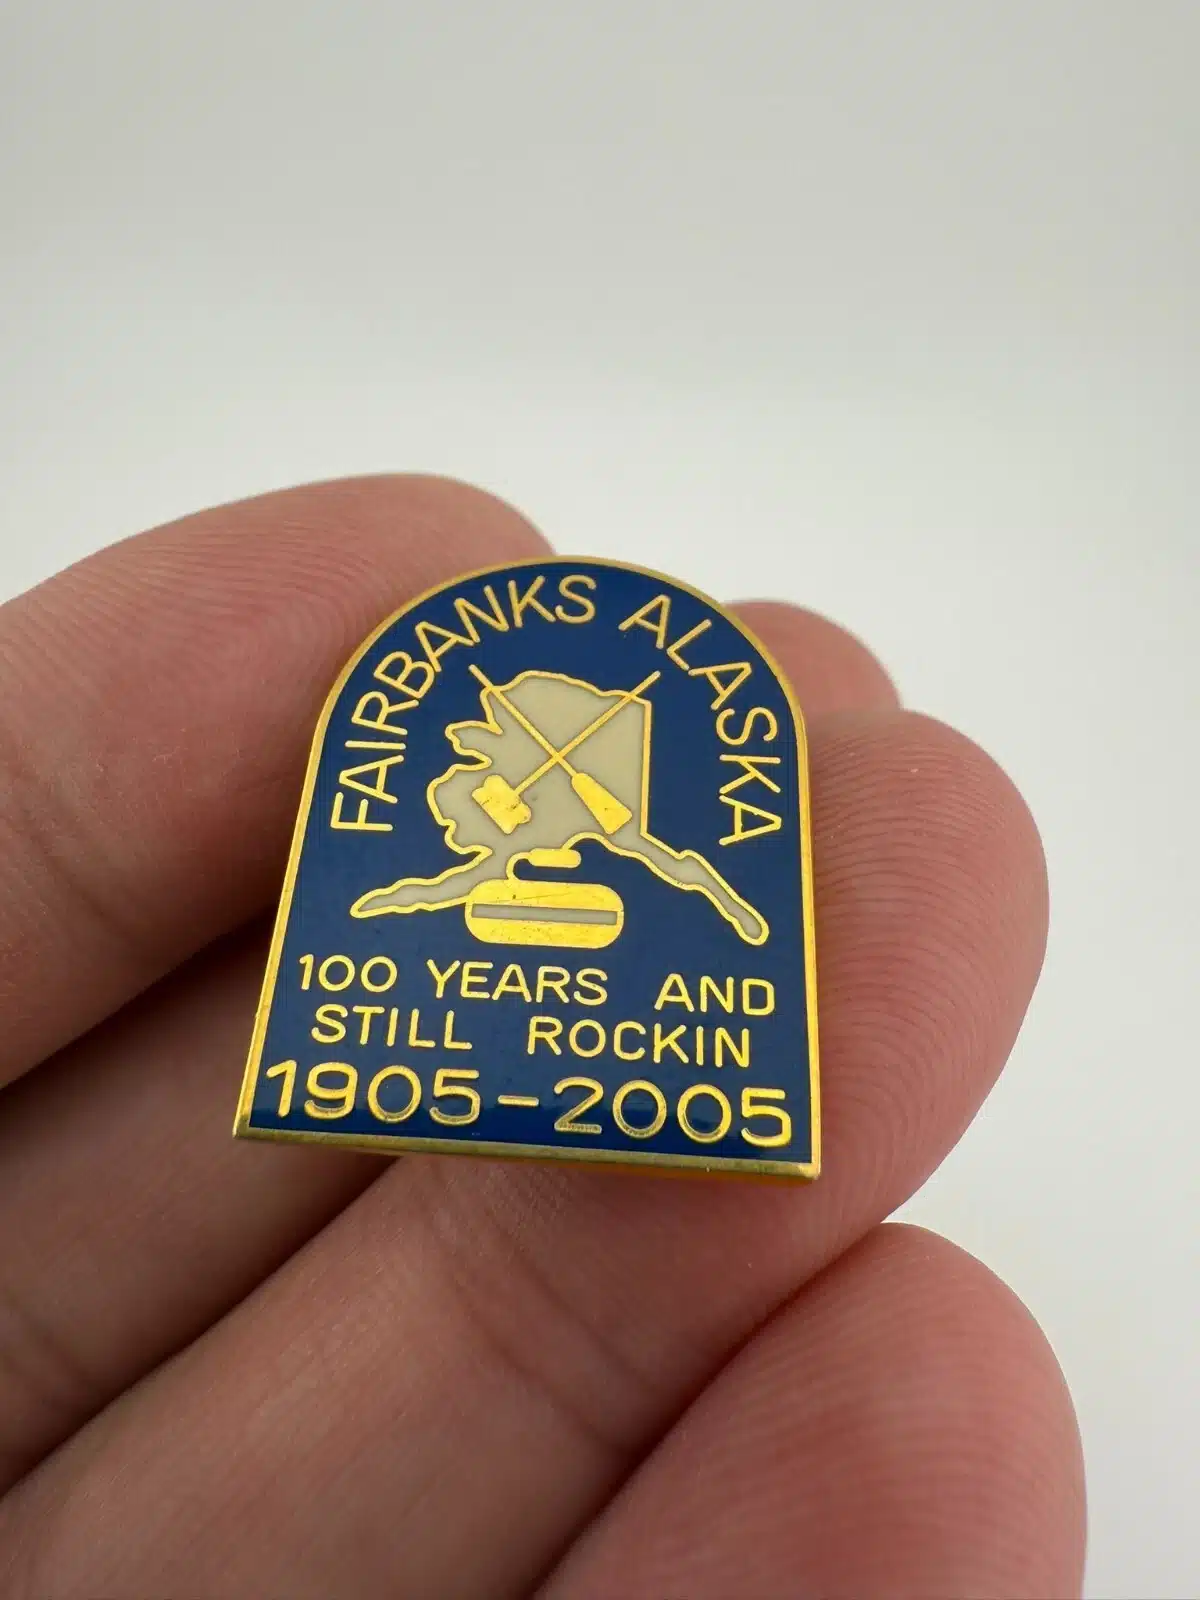 FAIRBANKS ALASKA
100 YEARS AND
STILL ROCKIN
1905-2005